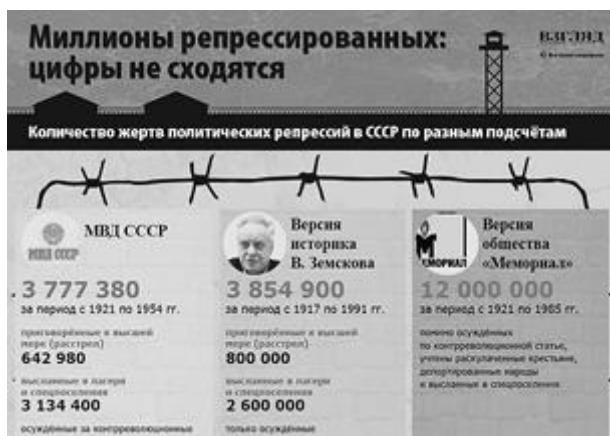 Миллионы репрессированных:
цифры не сходятся
ВЗГЛЯД
Количество жертв политических репрессий в СССР по разным подсчётам
МВД СССР
МВД СССР
3 777 380
за период с 1921 по 1954 гг.
приговорённые к высшей
мере (расстрел)
642 980
высланные в лагеря
и спецпоселения
3 134 400
осуждённые за контрреволюционные
Версия
историка
В. Земскова
3 854 900
за период с 1917 по 1991 гг.
приговорённые к высшей
мере (расстрел)
800 000
высланные в лагеря
и спецпоселения
2 600 000
только осуждённые
Версия
общества
«Мемориал»
МЕМОРИАЛ
12 000 000
за период с 1921 по 1985 гг.
помимо осуждённых
по контрреволюционной статье,
учтены раскулаченные крестьяне,
депортированные народы
и высланные в спецпоселения